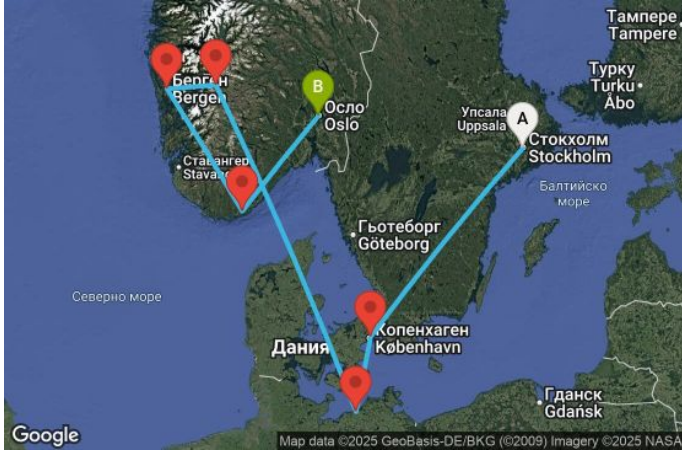 Тампере
Tampere
Турку
Turku
Åbo
B
Берген
Bergen
Осло
Oslo
Упсала
Uppsala
A
Стокхолм
Stockholm
Ставангер
Балтийско
море
Гьотеборг
Göteborg
Северно море
Копенхаген
København
Дания
Гданск
Gdańsk
Google
Map data ©2025 GeoBasis-DE/BKG (©2009) Imagery ©2025 NASA